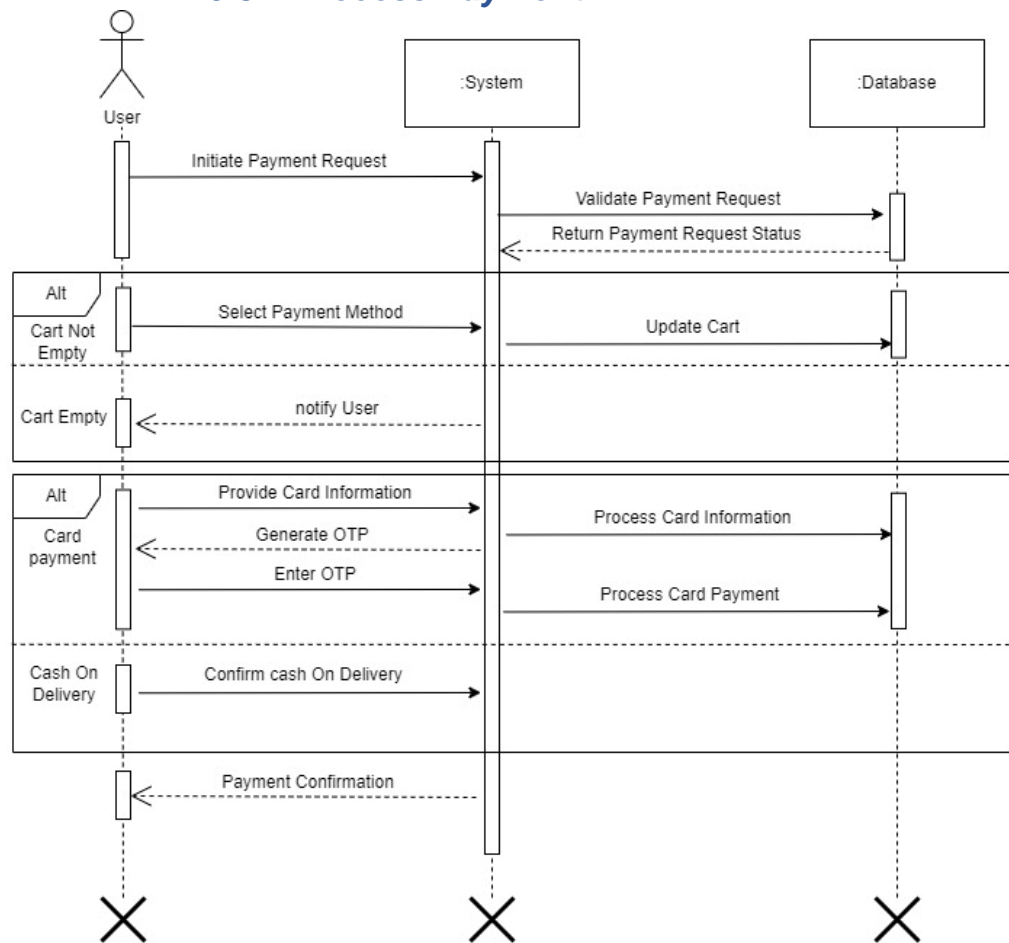 :System
:Database
User
Initiate Payment Request
Validate Payment Request
Return Payment Request Status
Alt
Select Payment Method
Update Cart
Cart Not
Empty
Cart Empty
notify User
Alt
Provide Card Information
Process Card Information
Card
payment
Generate OTP
Enter OTP
Process Card Payment
Cash On
Delivery
Confirm cash On Delivery
Payment Confirmation